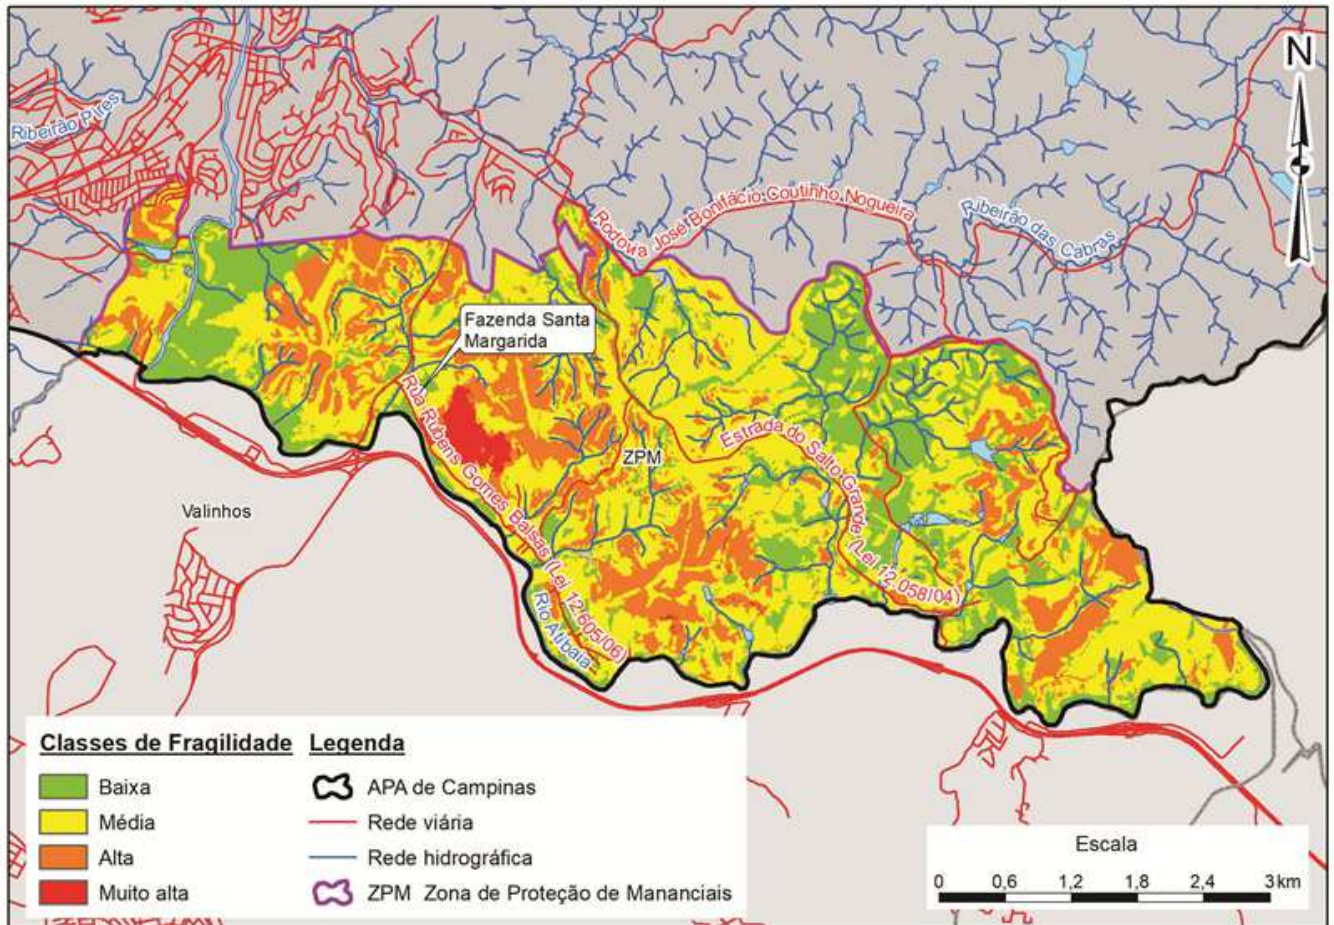 N
Ribeirão Pires
Rodovia José Bonifácio Coutinho Nogueira
Ribeirão das Cabras
Fazenda Santa
Margarida
Rua Rubens Gomes Balsas (Lei 12.605/06)
Estrada do Salto Grande (Lei 12.058/04)
ZPM
Valinhos
Rio Atibaia
Classes de Fragilidade
Baixa
Média
Alta
Muito alta
Legenda
APA de Campinas
Rede viária
Rede hidrográfica
ZPM Zona de Proteção de Mananciais
Escala
0 0,6 1,2 1,8 2,4 3 km